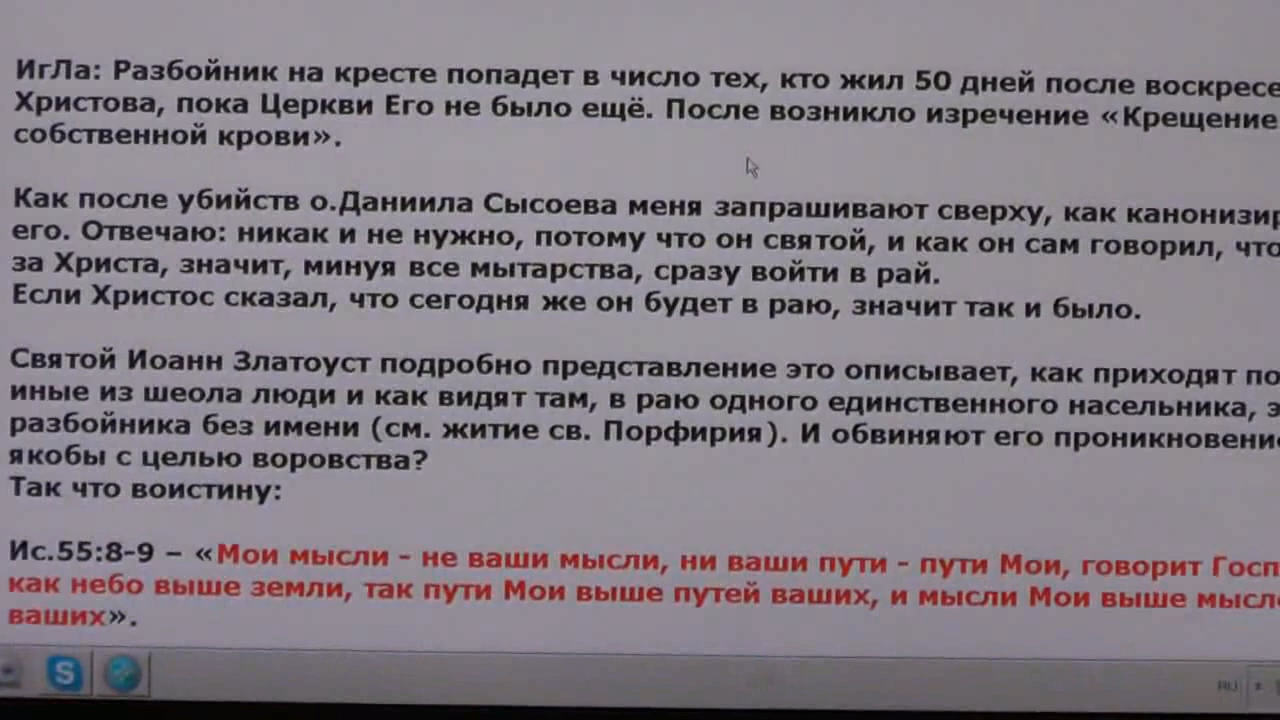 ИгЛа: Разбойник на кресте попадет в число тех, кто жил 50 дней после воскресе
Христова, пока Церкви Его не было ещё. После возникло изречение «Крещение
собственной крови».
Как после убийств о.Даниила Сысоева меня запрашивают сверху, как канонизир
его. Отвечаю: никак и не нужно, потому что он святой, и как он сам говорил, что
за Христа, значит, минуя все мытарства, сразу войти в рай.
Если Христос сказал, что сегодня же он будет в раю, значит так и было.
Святой Иоанн Златоуст подробно представление это описывает, как приходят по
иные из шеола люди и как видят там, в раю одного единственного насельника, э
разбойника без имени (см. житие св. Порфирия). И обвиняют его проникновение
якобы с целью воровства?
Так что воистину:
Ис.55:8-9 – «Мои мысли - не ваши мысли, ни ваши пути - пути Мои, говорит Госп
как небо выше земли, так пути Мои выше путей ваших, и мысли Мои выше мысле
ваших».
S
RU